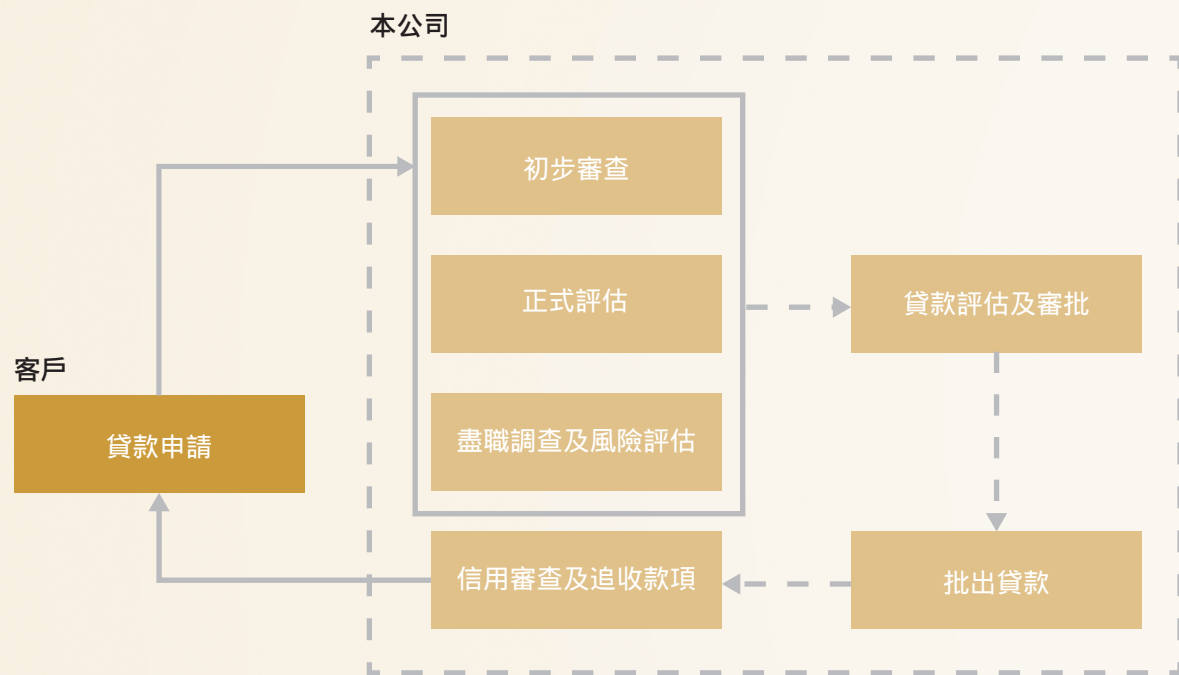 本公司
初步審查
正式評估
貸款評估及審批
客戶
貸款申請
盡職調查及風險評估
信用審查及追收款項
批出貸款